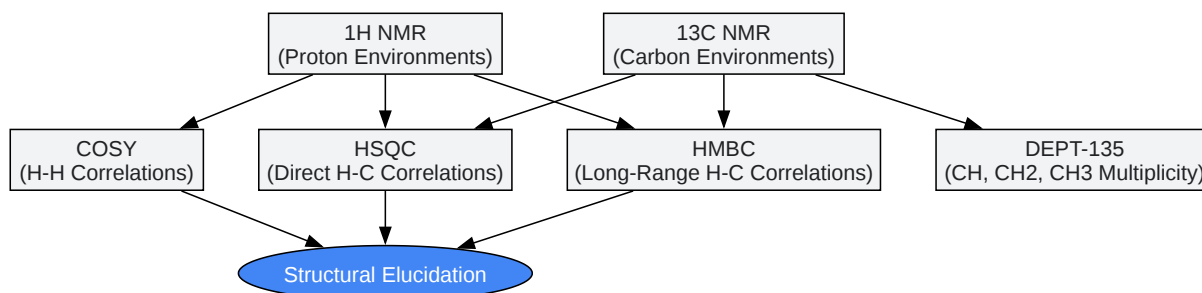 1H NMR
(Proton Environments)
13C NMR
(Carbon Environments)
COSY
(H-H Correlations)
HSQC
(Direct H-C Correlations)
HMBC
(Long-Range H-C Correlations)
DEPT-135
(CH, CH2, CH3 Multiplicity)
Structural Elucidation